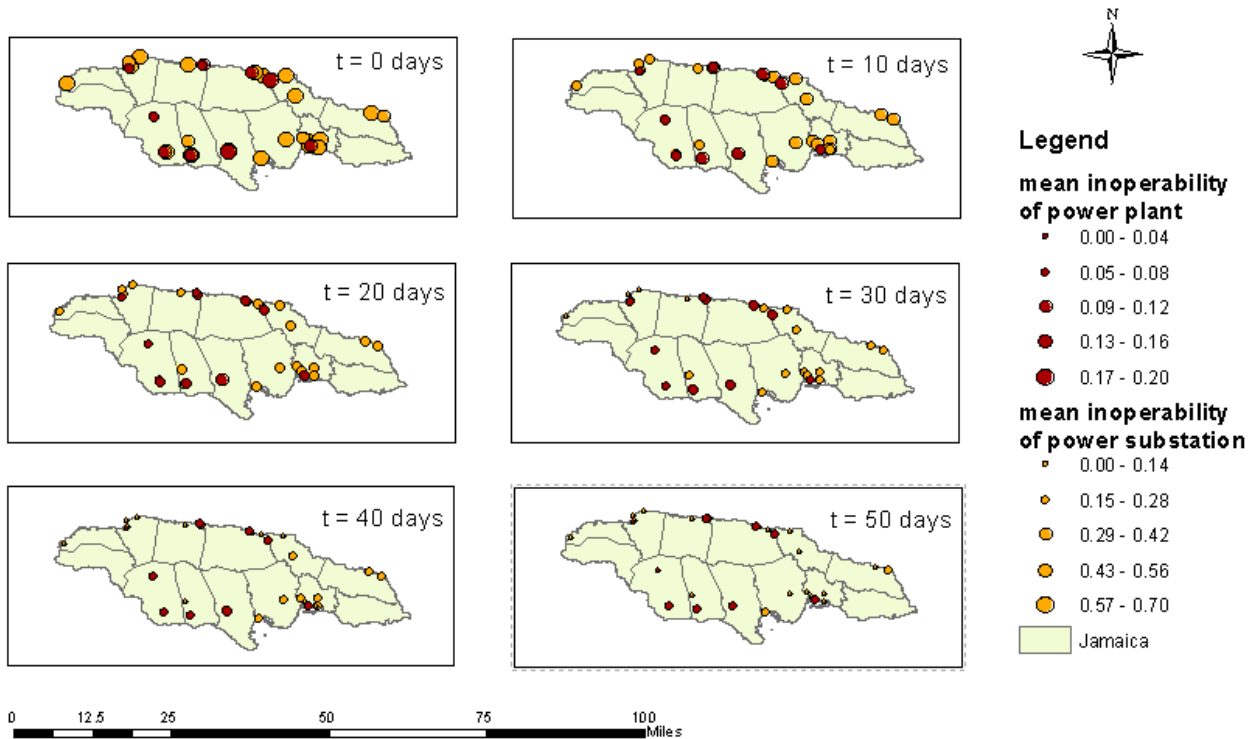 N
t = 0 days
t = 10 days
t = 20 days
t = 30 days
t = 40 days
t = 50 days
Legend
mean inoperability
of power plant
0.00 - 0.04
0.05 - 0.08
0.09 - 0.12
0.13 - 0.16
0.17 - 0.20
mean inoperability
of power substation
0.00 - 0.14
0.15 - 0.28
0.29 - 0.42
0.43 - 0.56
0.57 - 0.70
Jamaica
0 12.5 25 50 75 100
Miles